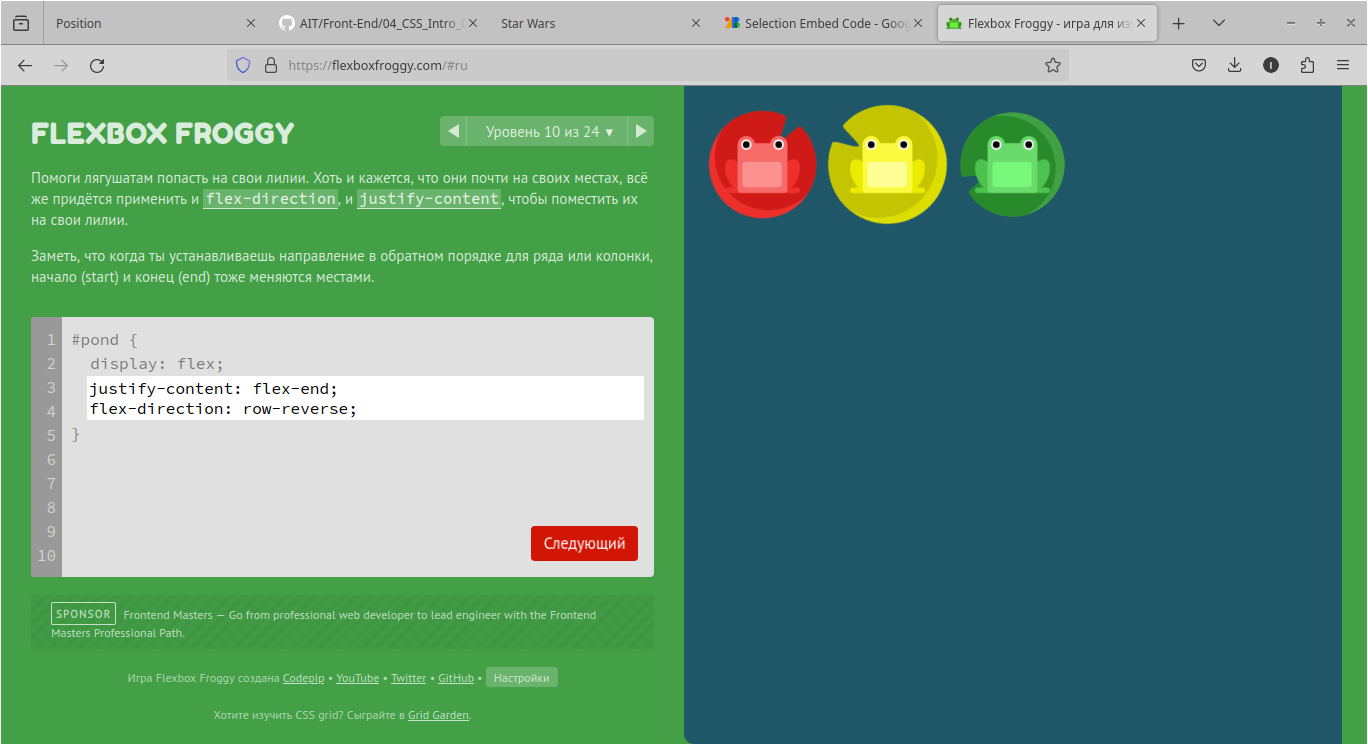 Position
AIT/Front-End/04_CSS_Intro_
Star Wars
Selection Embed Code - Goog
Flexbox Froggy - игра для из
https://flexboxfroggy.com/#ru
FLEXBOX FROGGY
Уровень 10 из 24 ▾
Помоги лягушатам попасть на свои лилии. Хоть и кажется, что они почти на своих местах, всё
же придётся применить и flex-direction, и justify-content, чтобы поместить их
на свои лилии.
Заметь, что когда ты устанавливаешь направление в обратном порядке для ряда или колонки,
начало (start) и конец (end) тоже меняются местами.
1 #pond {
2 display: flex;
3 justify-content: flex-end;
4 flex-direction: row-reverse;
5 }
6
7
8
9
10
Следующий
SPONSOR Frontend Masters — Go from professional web developer to lead engineer with the Frontend
Masters Professional Path.
Игра Flexbox Froggy создана Codepip • YouTube • Twitter • GitHub • Настройки
Хотите изучить CSS grid? Сыграйте в Grid Garden.